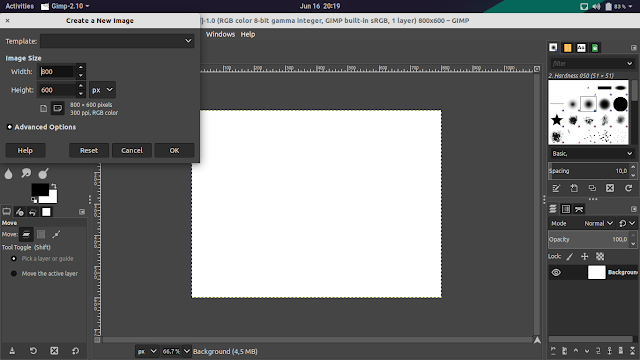 Activities
Gimp-2.10
Jun 16 20:19
83 %
Create a New Image
]-1.0 (RGB color 8-bit gamma integer, GIMP built-in sRGB, 1 layer) 800x600 – GIMP
Windows Help
Template:
Image Size
Width: 800
Height: 600 px
800 × 600 pixels
300 ppi, RGB color
Advanced Options
Help Reset Cancel OK
filter
2. Hardness 050 (51 × 51)
Basic,
Spacing 10,0
Mode Normal
Opacity 100,0
Lock:
Background
Move
Move:
Tool Toggle (Shift)
Pick a layer or guide
Move the active layer
px 66,7 % Background (4,5 MB)